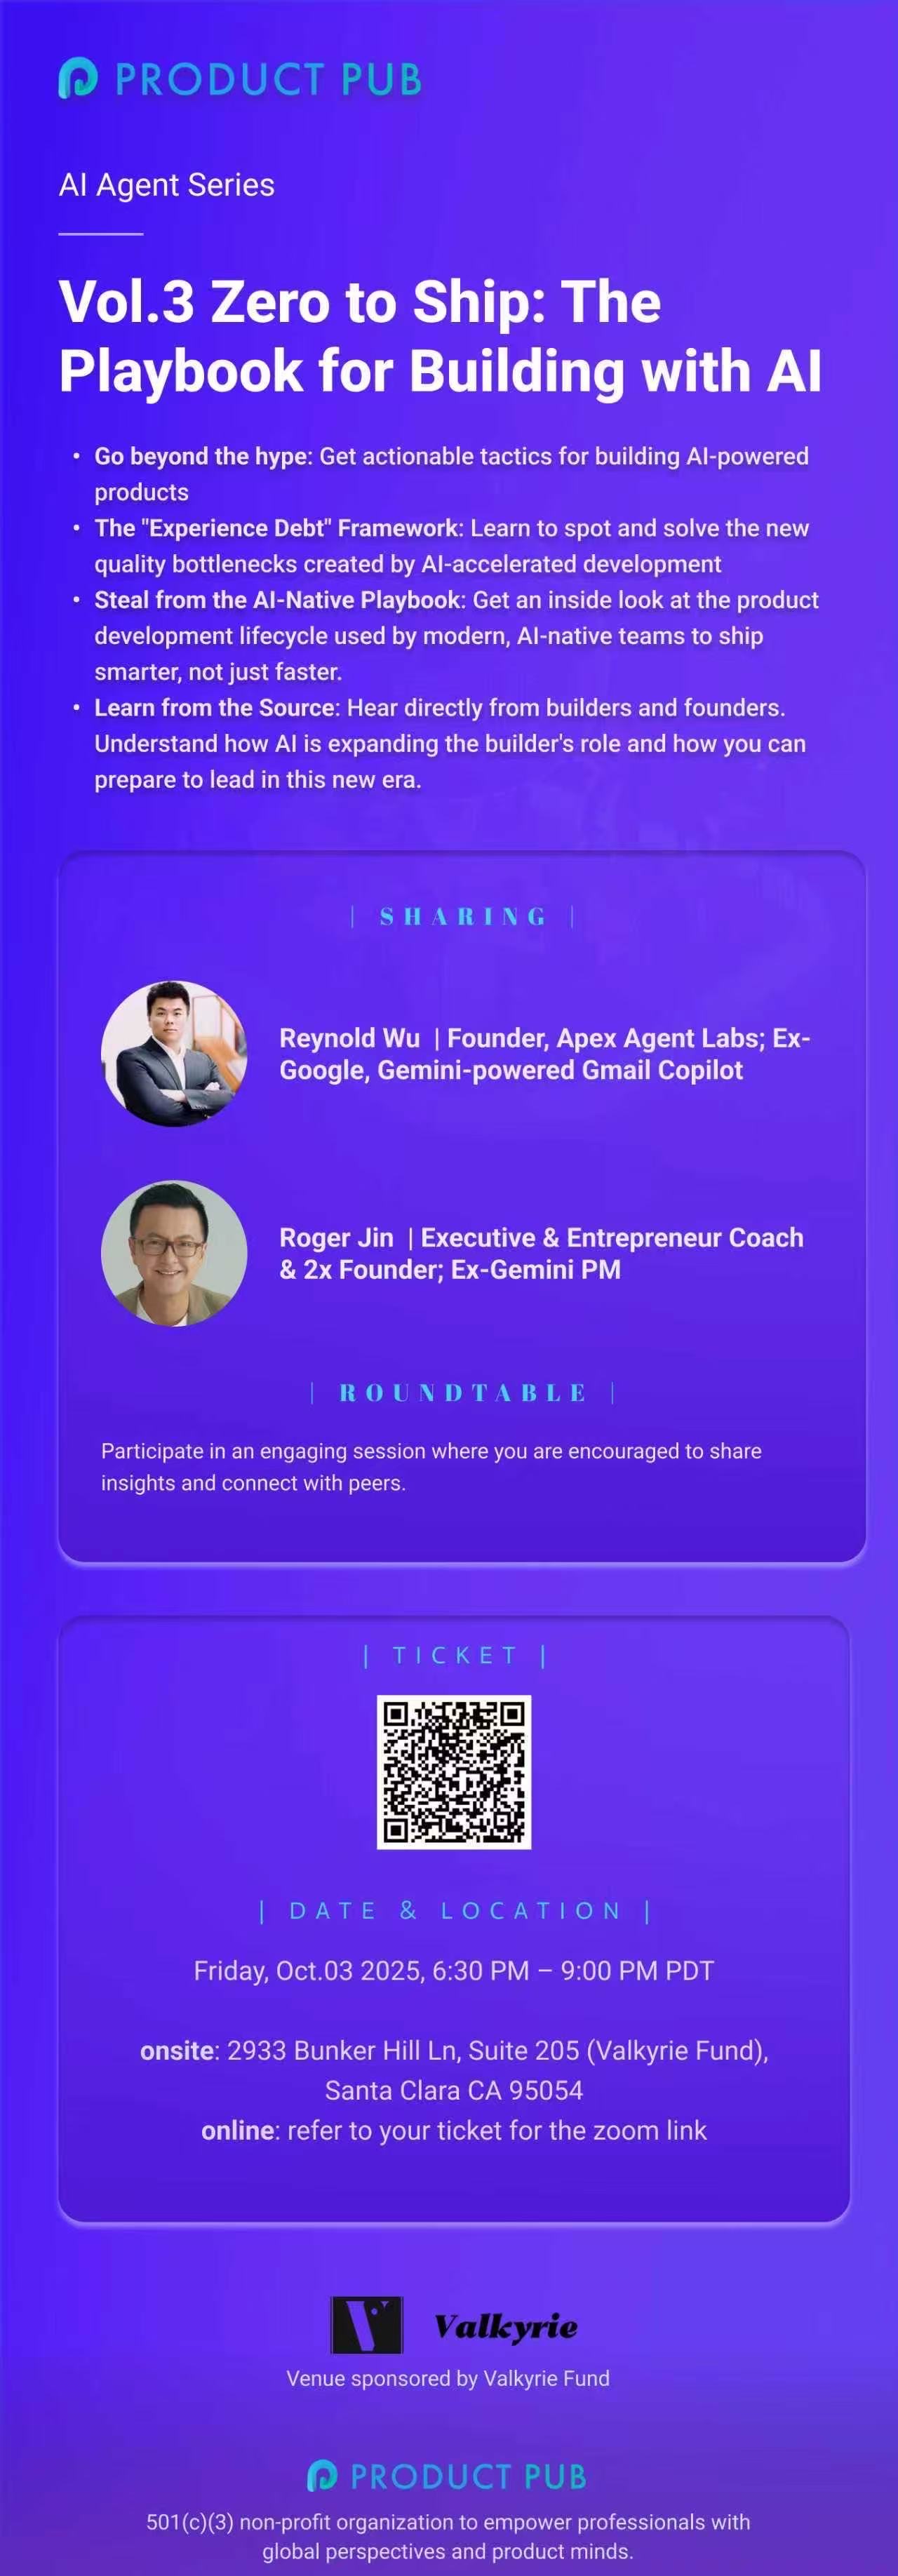 PRODUCT PUB
AI Agent Series
Vol.3 Zero to Ship: The
Playbook for Building with AI
• Go beyond the hype: Get actionable tactics for building AI-powered
products
• The "Experience Debt" Framework: Learn to spot and solve the new
quality bottlenecks created by AI-accelerated development
• Steal from the AI-Native Playbook: Get an inside look at the product
development lifecycle used by modern, AI-native teams to ship
smarter, not just faster.
• Learn from the Source: Hear directly from builders and founders.
Understand how AI is expanding the builder's role and how you can
prepare to lead in this new era.
| SHARING |
Reynold Wu | Founder, Apex Agent Labs; Ex-
Google, Gemini-powered Gmail Copilot
Roger Jin | Executive & Entrepreneur Coach
& 2x Founder; Ex-Gemini PM
| ROUNDTABLE |
Participate in an engaging session where you are encouraged to share
insights and connect with peers.
| TICKET |
| DATE & LOCATION |
Friday, Oct.03 2025, 6:30 PM – 9:00 PM PDT
onsite: 2933 Bunker Hill Ln, Suite 205 (Valkyrie Fund),
Santa Clara CA 95054
online: refer to your ticket for the zoom link
V Valkyrie
Venue sponsored by Valkyrie Fund
PRODUCT PUB
501(c)(3) non-profit organization to empower professionals with
global perspectives and product minds.